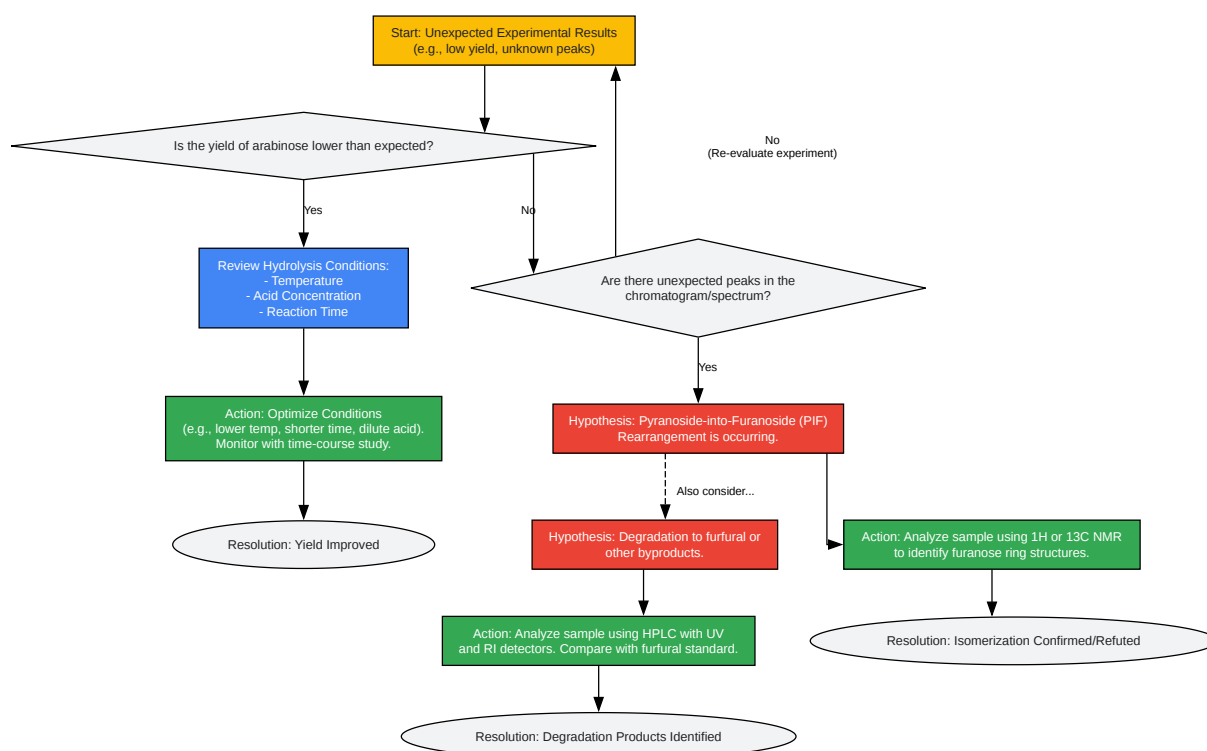 Start: Unexpected Experimental Results
(e.g., low yield, unknown peaks)
Is the yield of arabinose lower than expected?
No
(Re-evaluate experiment)
Yes
No
Review Hydrolysis Conditions:
- Temperature
- Acid Concentration
- Reaction Time
Are there unexpected peaks in the
chromatogram/spectrum?
Yes
Action: Optimize Conditions
(e.g., lower temp, shorter time, dilute acid).
Monitor with time-course study.
Hypothesis: Pyranoside-into-Furanoside (PIF)
Rearrangement is occurring.
Also consider...
Resolution: Yield Improved
Hypothesis: Degradation to furfural or
other byproducts.
Action: Analyze sample using 1H or 13C NMR
to identify furanose ring structures.
Action: Analyze sample using HPLC with UV
and RI detectors. Compare with furfural standard.
Resolution: Isomerization Confirmed/Refuted
Resolution: Degradation Products Identified